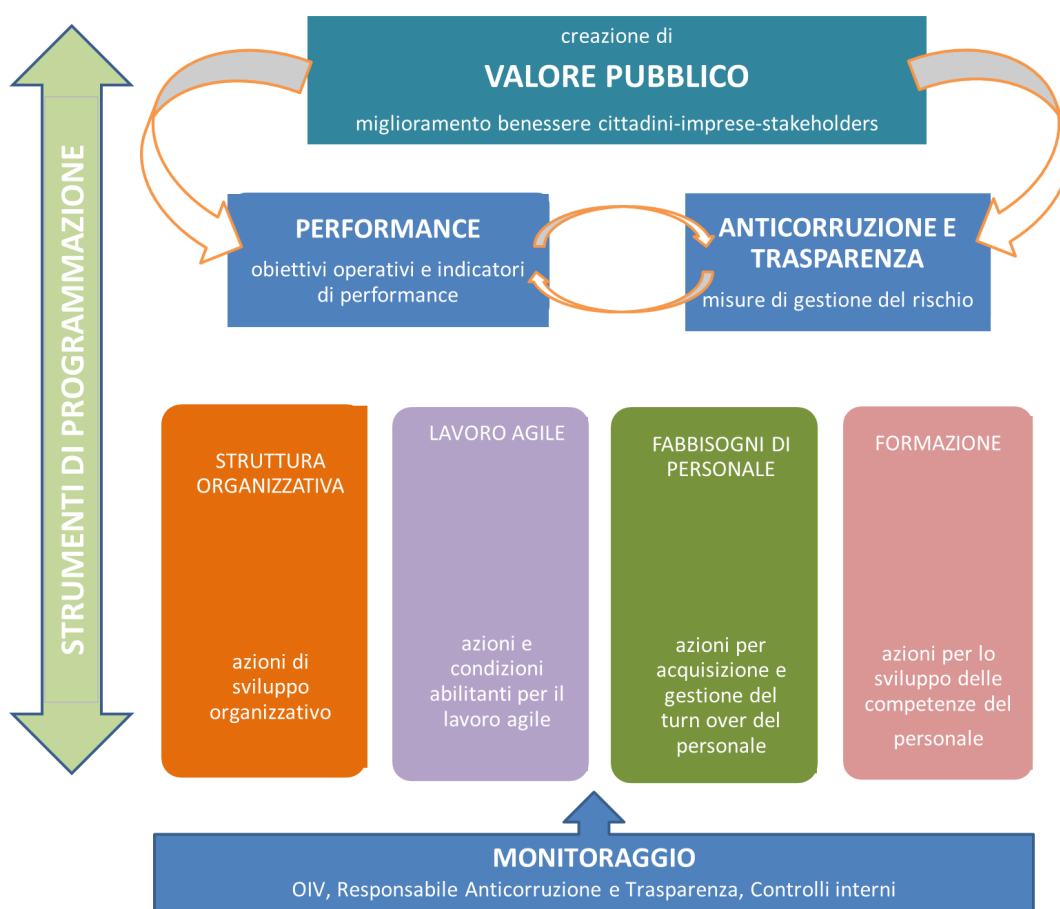 creazione di
VALORE PUBBLICO
miglioramento benessere cittadini-imprese-stakeholders
STRUMENTI DI PROGRAMMAZIONE
PERFORMANCE
obiettivi operativi e indicatori
di performance
ANTICORRUZIONE E
TRASPARENZA
misure di gestione del rischio
STRUTTURA
ORGANIZZATIVA
azioni di
sviluppo
organizzativo
LAVORO AGILE
azioni e
condizioni
abilitanti per il
lavoro agile
FABBISOGNI DI
PERSONALE
azioni per
acquisizione e
gestione del
turn over del
personale
FORMAZIONE
azioni per lo
sviluppo delle
competenze del
personale
MONITORAGGIO
OIV, Responsabile Anticorruzione e Trasparenza, Controlli interni